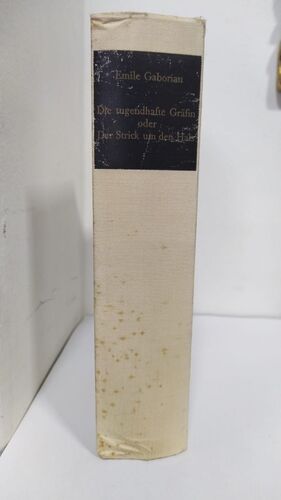 Emile Gaboriau
Die tugendhafte Gräfin
oder
Der Strick um den Hals